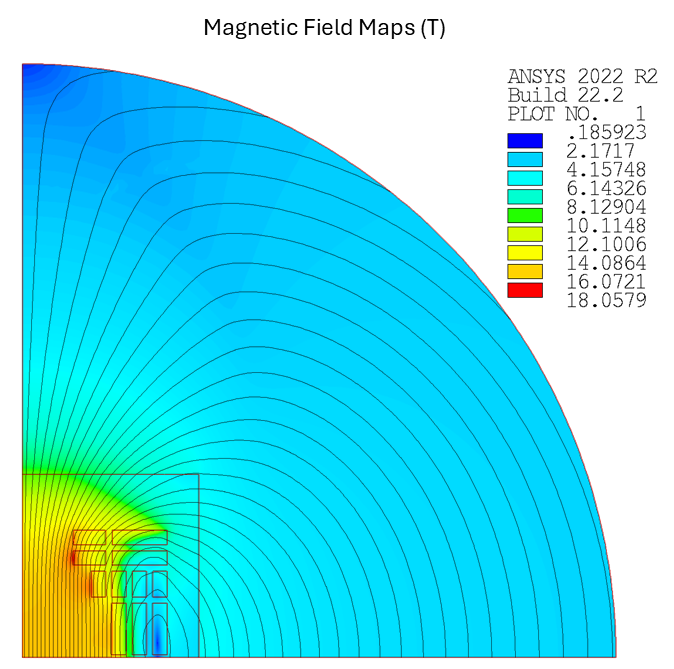 Magnetic Field Maps (T)
ANSYS 2022 R2
Build 22.2
PLOT NO. 1
.185923
2.1717
4.15748
6.14326
8.12904
10.1148
12.1006
14.0864
16.0721
18.0579